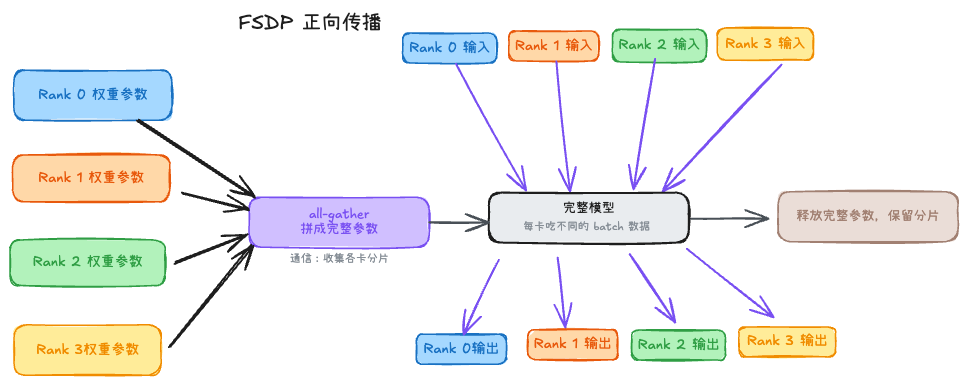 FSDP 正向传播
Rank 0 输入
Rank 1 输入
Rank 2 输入
Rank 3 输入
Rank 0 权重参数
Rank 1 权重参数
Rank 2 权重参数
Rank 3权重参数
all-gather
拼成完整参数
通信：收集各卡分片
完整模型
每卡吃不同的 batch 数据
释放完整参数，保留分片
Rank 0输出
Rank 1 输出
Rank 2 输出
Rank 3 输出